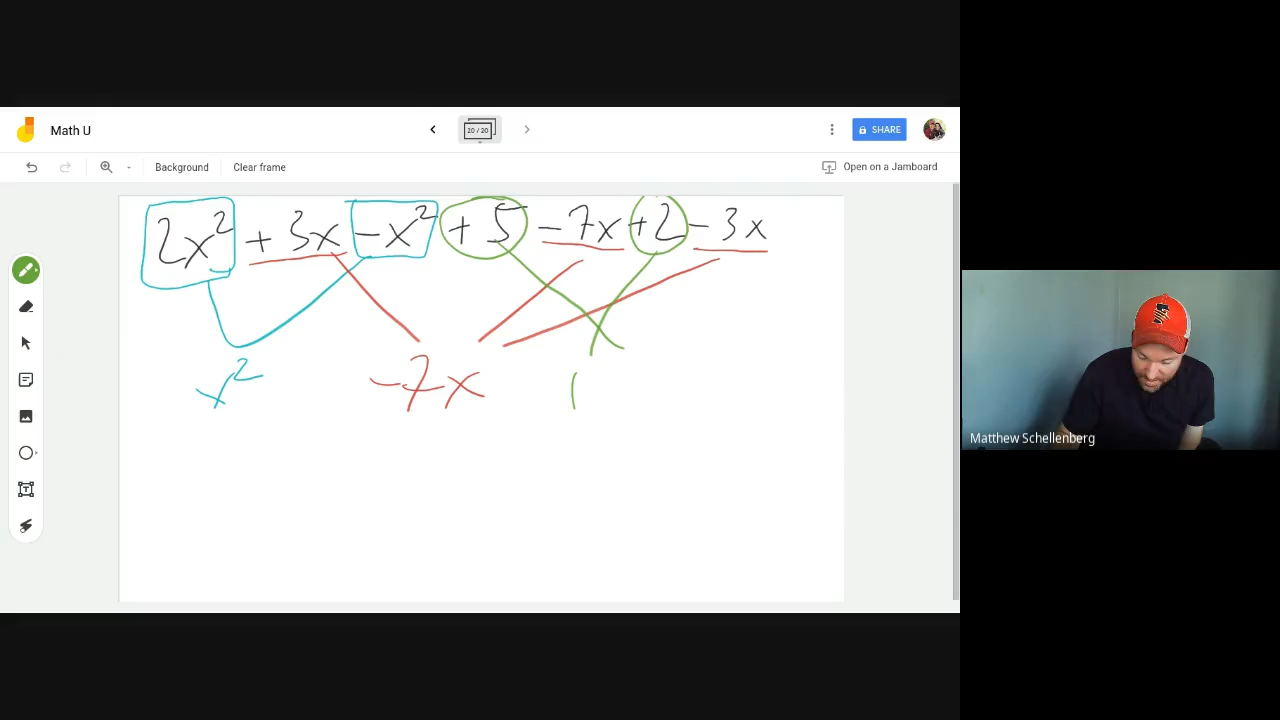 Math U
20 / 20
SHARE
Background
Clear frame
Open on a Jamboard
2x² + 3x - x² + 5 - 7x + 2 - 3x
x² -7x
Matthew Schellenberg